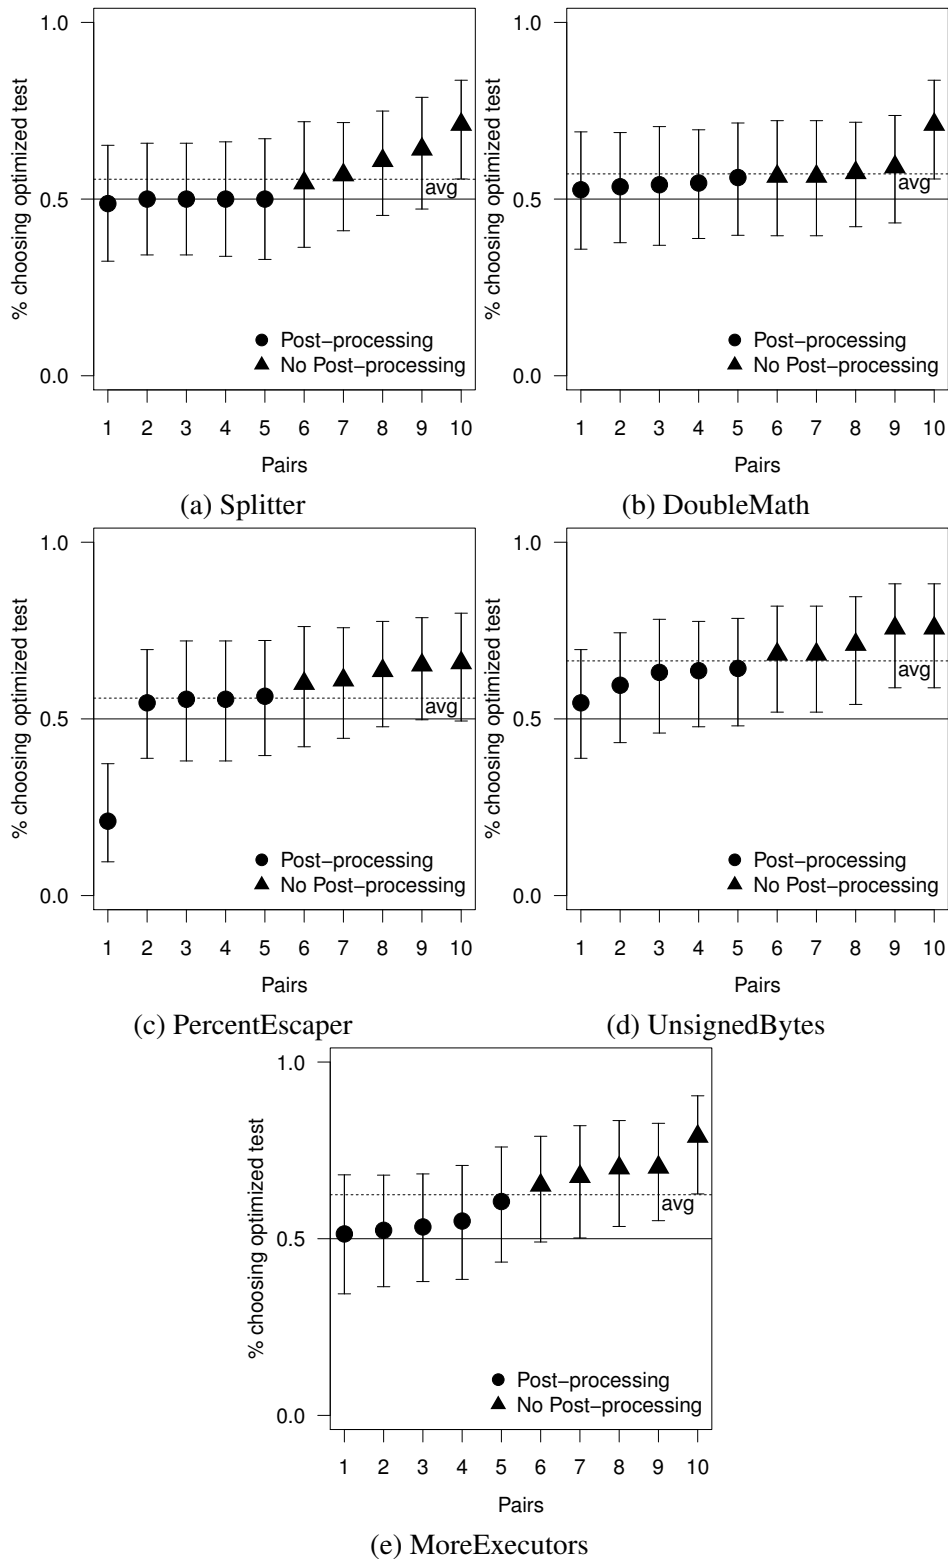 % choosing optimized test
1.0
0.5
0.0
avg
Post−processing
No Post−processing
1 2 3 4 5 6 7 8 9 10
Pairs
(a) Splitter
% choosing optimized test
1.0
0.5
0.0
avg
Post−processing
No Post−processing
1 2 3 4 5 6 7 8 9 10
Pairs
(b) DoubleMath
% choosing optimized test
1.0
0.5
0.0
avg
Post−processing
No Post−processing
1 2 3 4 5 6 7 8 9 10
Pairs
(c) PercentEscaper
% choosing optimized test
1.0
0.5
0.0
avg
Post−processing
No Post−processing
1 2 3 4 5 6 7 8 9 10
Pairs
(d) UnsignedBytes
% choosing optimized test
1.0
0.5
0.0
avg
Post−processing
No Post−processing
1 2 3 4 5 6 7 8 9 10
Pairs
(e) MoreExecutors